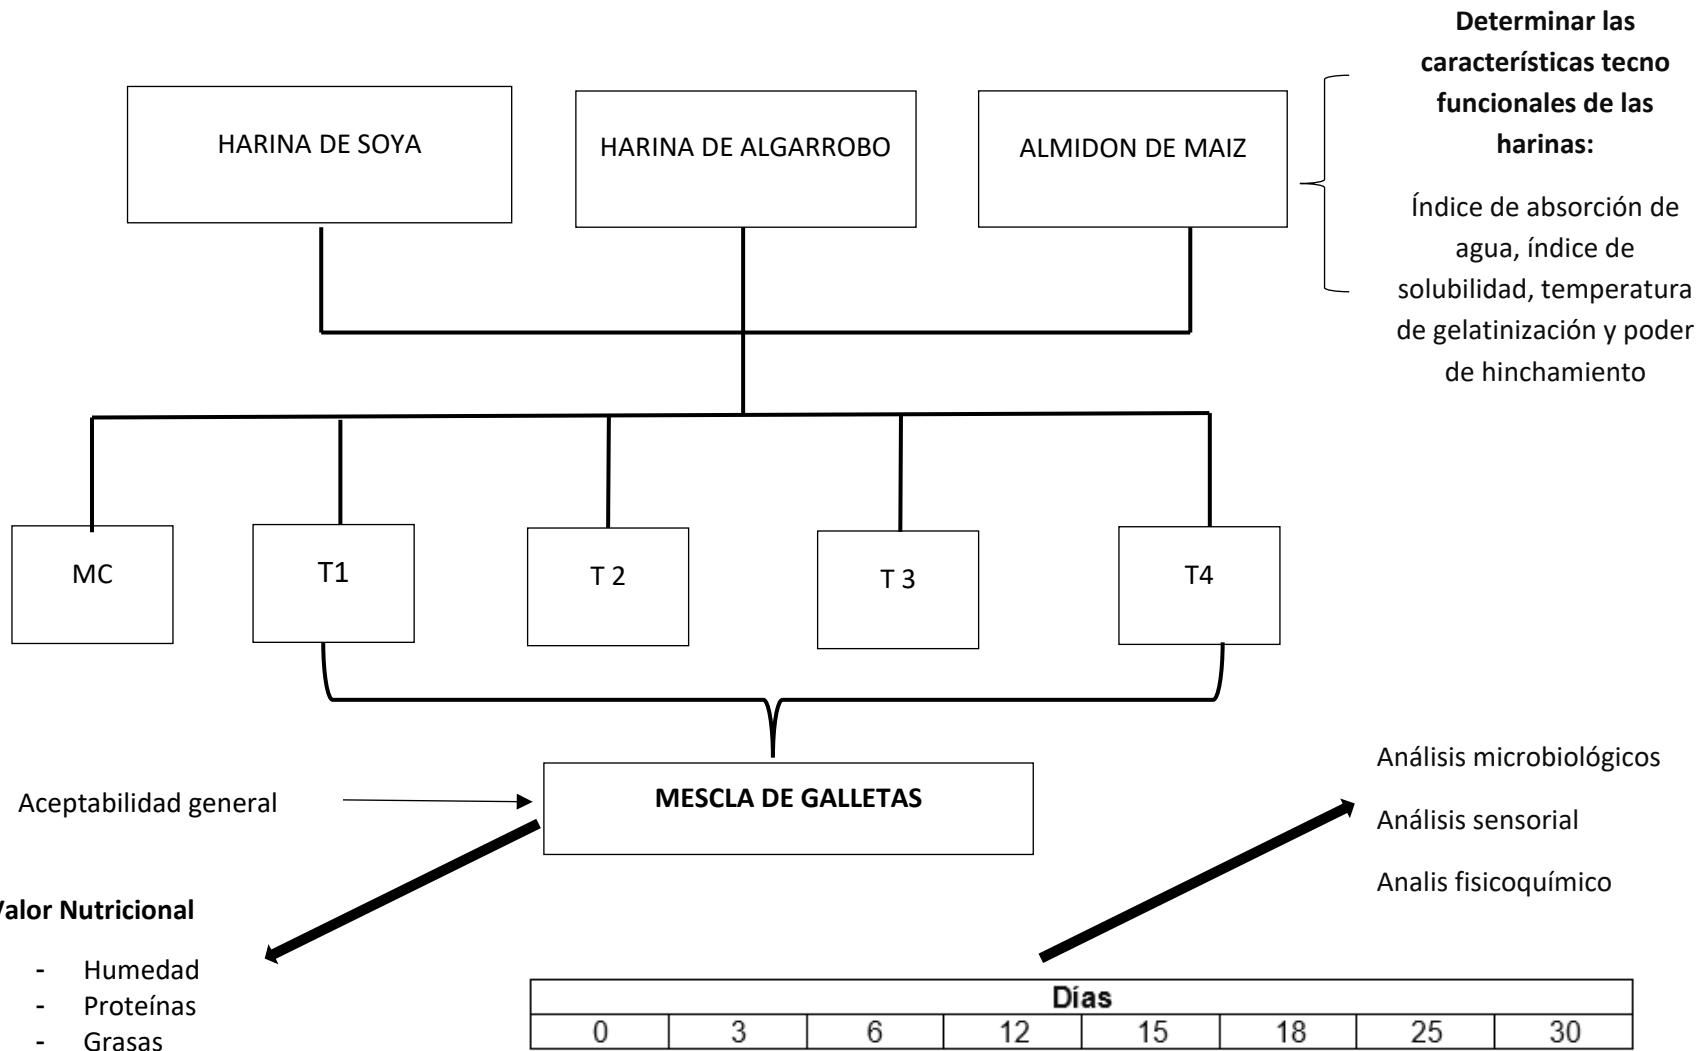 Determinar las
características tecno
funcionales de las
harinas:
HARINA DE SOYA
HARINA DE ALGARROBO
ALMIDON DE MAIZ
Índice de absorción de
agua, índice de
solubilidad, temperatura
de gelatinización y poder
de hinchamiento
MC
T1
T 2
T 3
T4
Aceptabilidad general
MESCLA DE GALLETAS
Análisis microbiológicos
Análisis sensorial
Analis fisicoquímico
Valor Nutricional
- Humedad
- Proteínas
- Grasas
Días
0 3 6 12 15 18 25 30